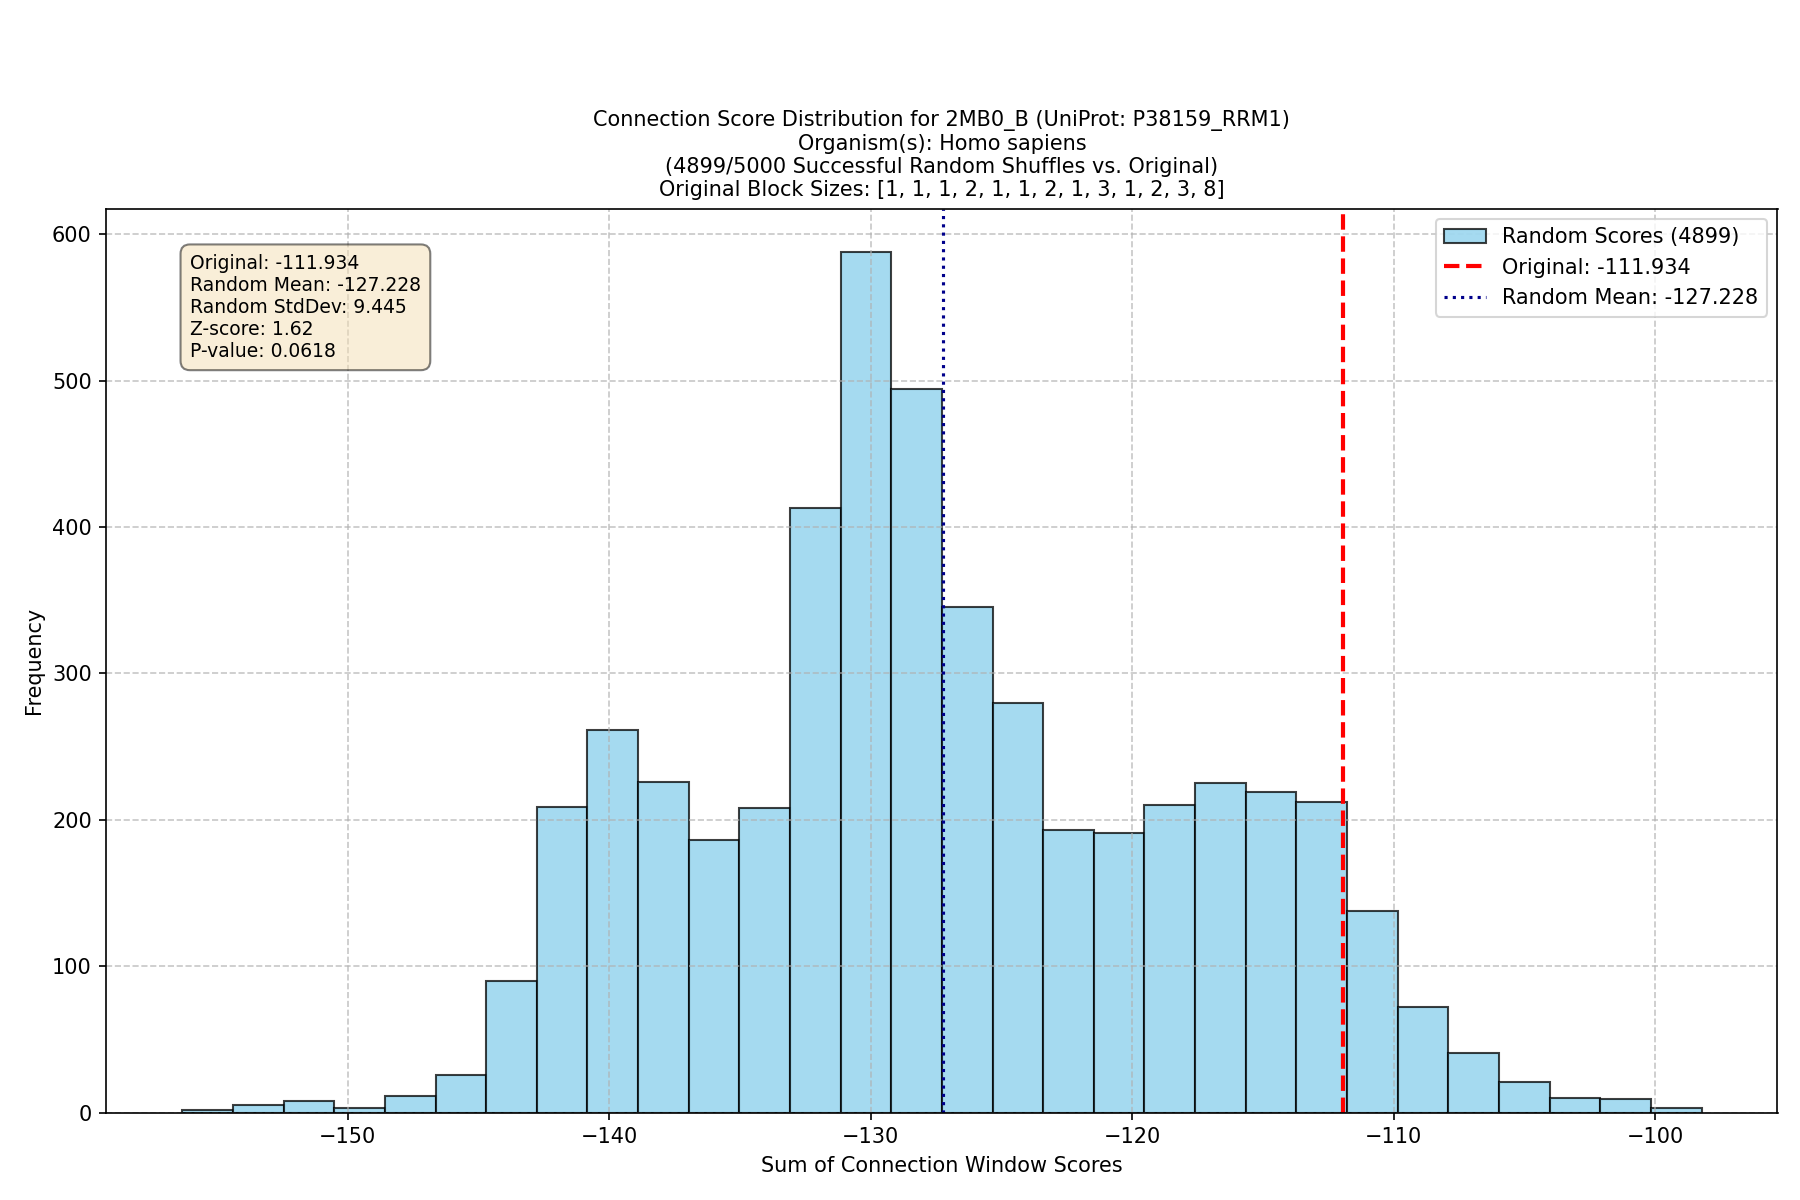 Connection Score Distribution for 2MB0_B (UniProt: P38159_RRM1)
Organism(s): Homo sapiens
(4899/5000 Successful Random Shuffles vs. Original)
Original Block Sizes: [1, 1, 1, 2, 1, 1, 2, 1, 3, 1, 2, 3, 8]
Original: -111.934
Random Mean: -127.228
Random StdDev: 9.445
Z-score: 1.62
P-value: 0.0618
Random Scores (4899)
Original: -111.934
Random Mean: -127.228
Frequency
600
500
400
300
200
100
0
−150
−140
−130
−120
−110
−100
Sum of Connection Window Scores